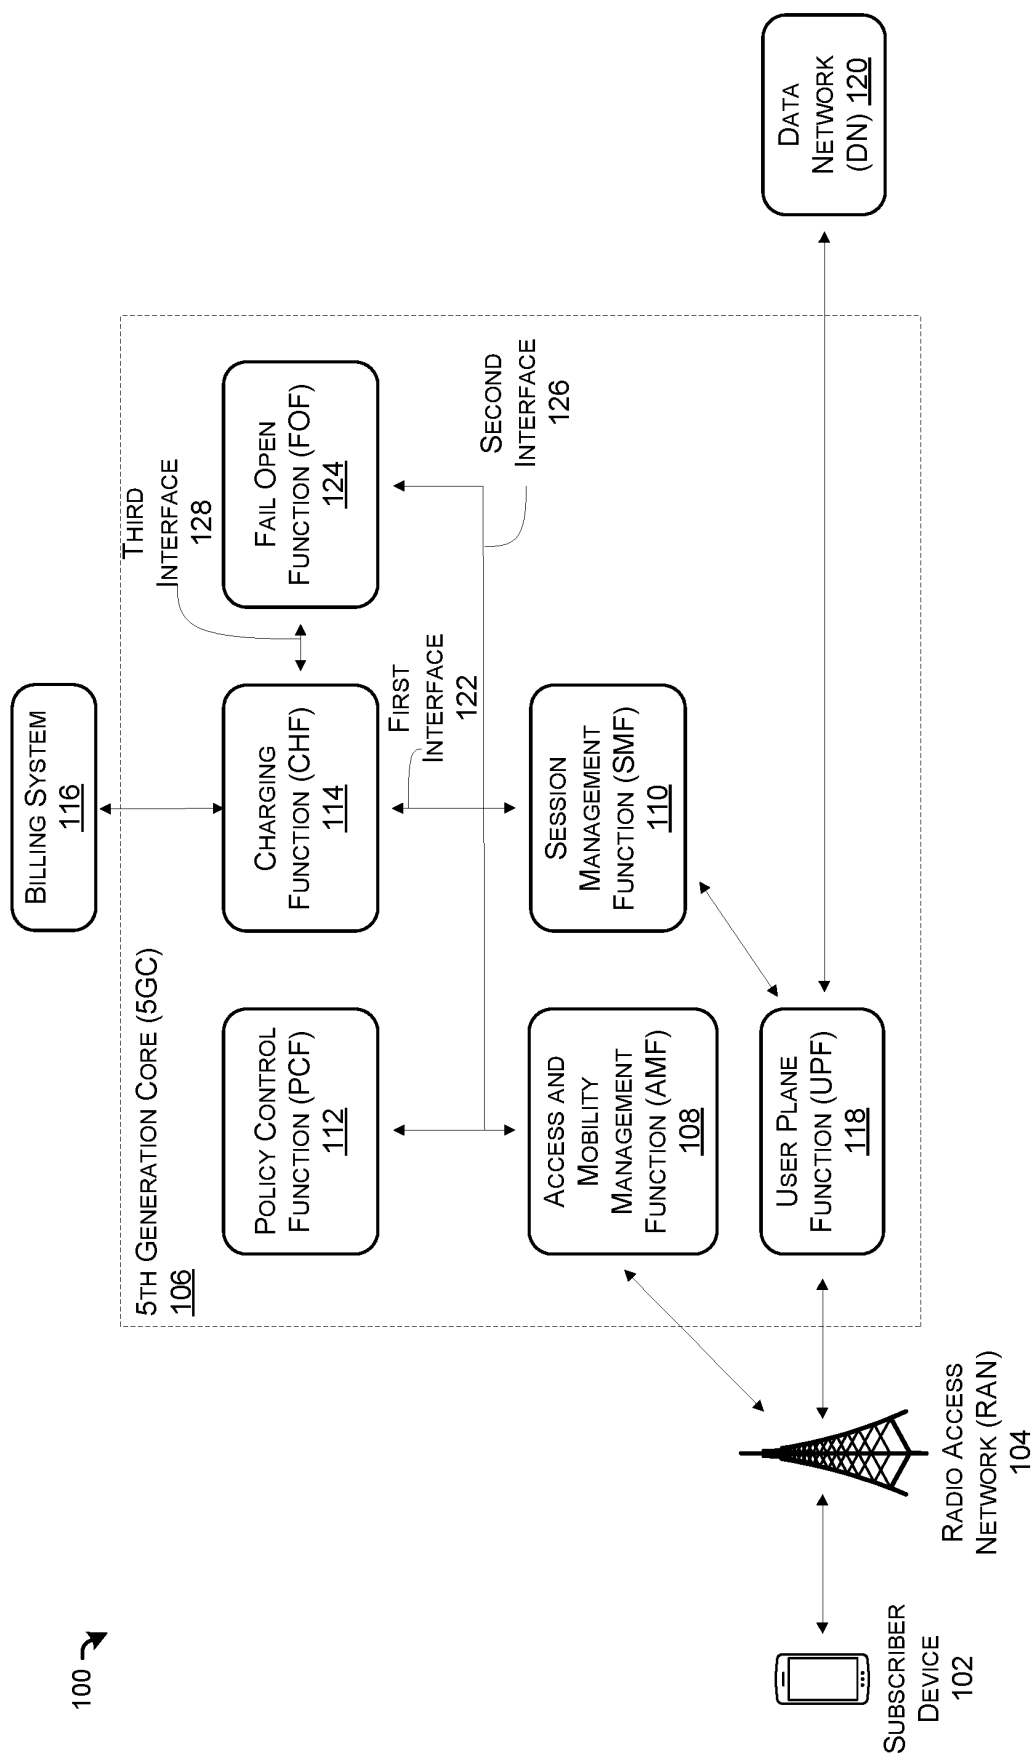 100
BILLING SYSTEM
116
5TH GENERATION CORE (5GC)
106
THIRD
INTERFACE
128
POLICY CONTROL
FUNCTION (PCF)
112
CHARGING
FUNCTION (CHF)
114
FAIL OPEN
FUNCTION (FOF)
124
FIRST
INTERFACE
122
SECOND
INTERFACE
126
ACCESS AND
MOBILITY
MANAGEMENT
FUNCTION (AMF)
108
SESSION
MANAGEMENT
FUNCTION (SMF)
110
USER PLANE
FUNCTION (UPF)
118
DATA
NETWORK
(DN) 120
SUBSCRIBER
DEVICE
102
RADIO ACCESS
NETWORK (RAN)
104